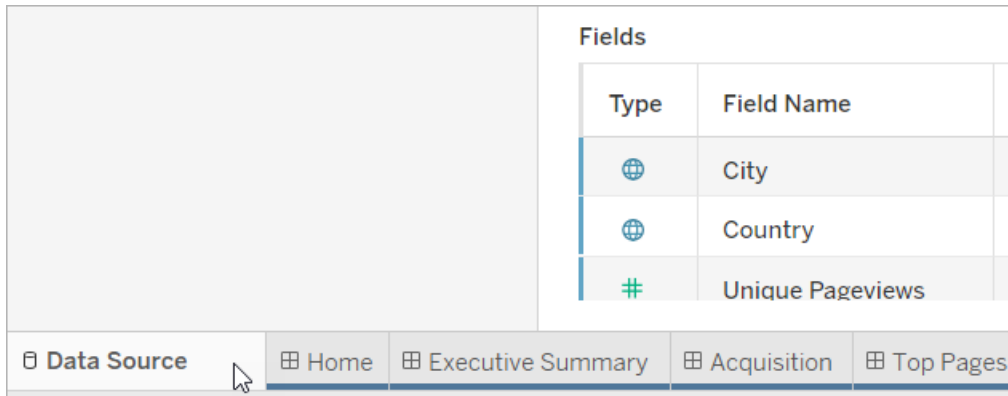 Fields
Type Field Name
City
Country
Unique Pageviews
Data Source Home Executive Summary Acquisition Top Pages